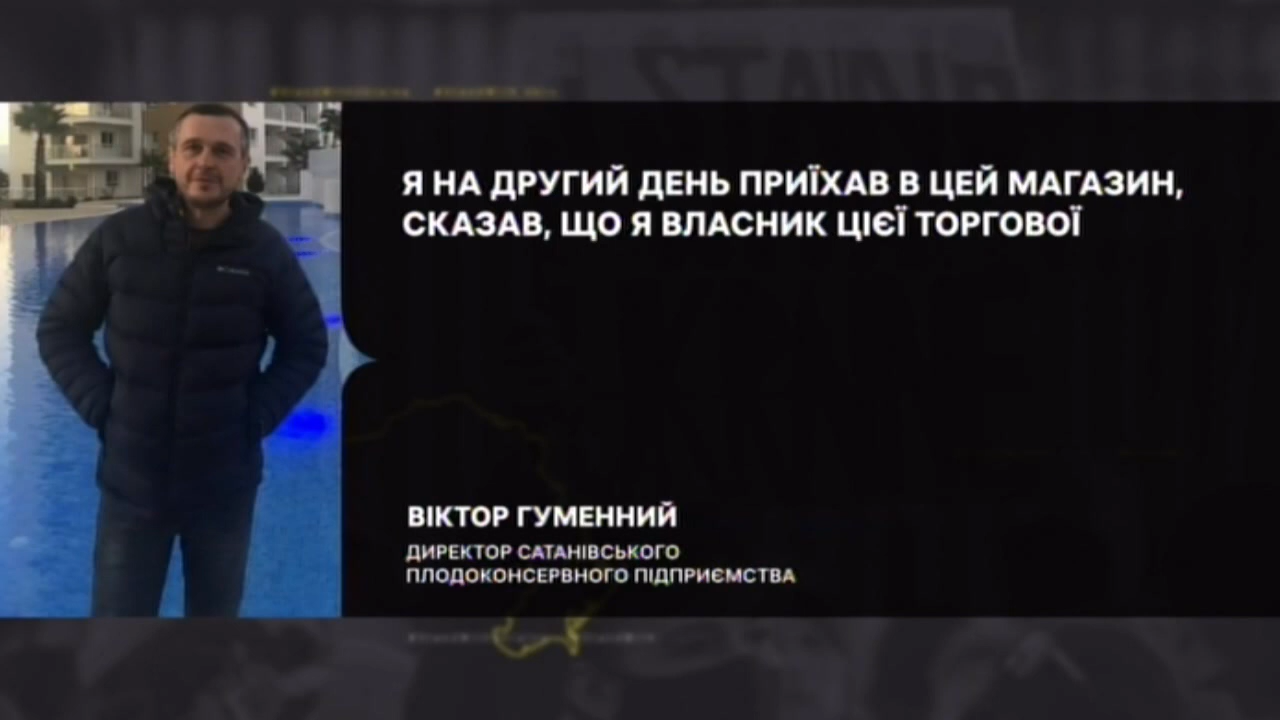 Я НА ДРУГИЙ ДЕНЬ ПРИЇХАВ В ЦЕЙ МАГАЗИН,
СКАЗАВ, ЩО Я ВЛАСНИК ЦІЄЇ ТОРГОВОЇ
ВІКТОР ГУМЕННИЙ
ДИРЕКТОР САТАНІВСЬКОГО
ПЛОДОКОНСЕРВНОГО ПІДПРИЄМСТВА